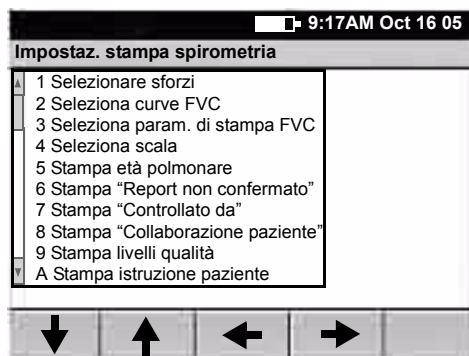 9:17AM Oct 16 05
Impostaz. stampa spirometria
1 Selezionare sforzi
2 Seleziona curve FVC
3 Seleziona param. di stampa FVC
4 Seleziona scala
5 Stampa età polmonare
6 Stampa “Report non confermato”
7 Stampa “Controllato da”
8 Stampa “Collaborazione paziente”
9 Stampa livelli qualità
A Stampa istruzione paziente